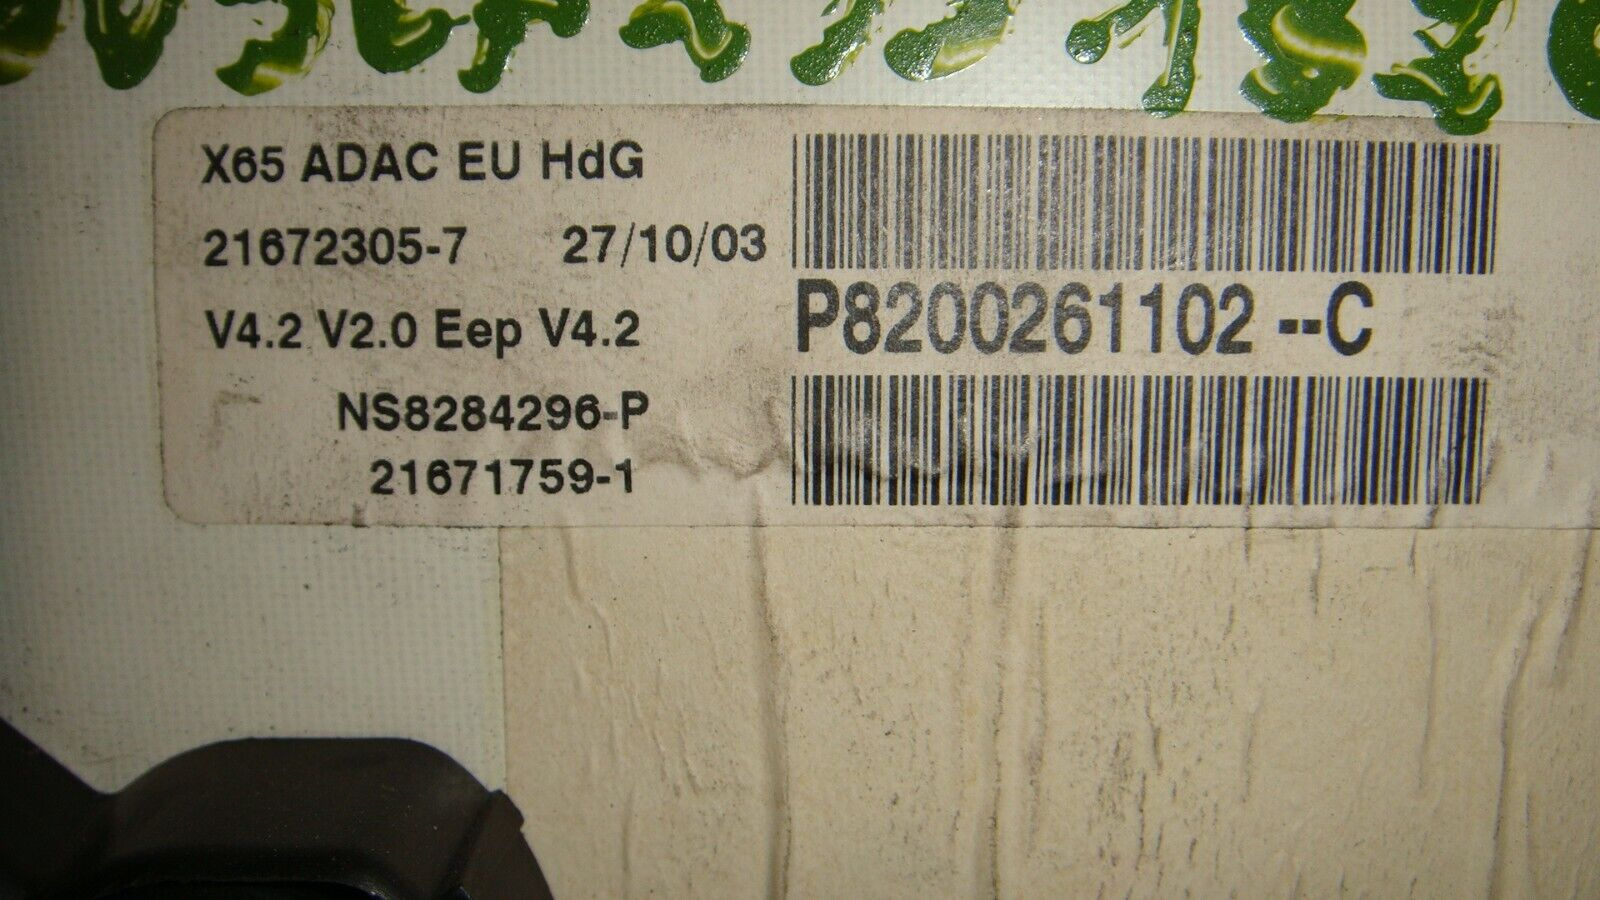 X65 ADAC EU HdG
21672305-7 27/10/03
V4.2 V2.0 Eep V4.2
NS8284296-P
21671759-1
P8200261102 --C